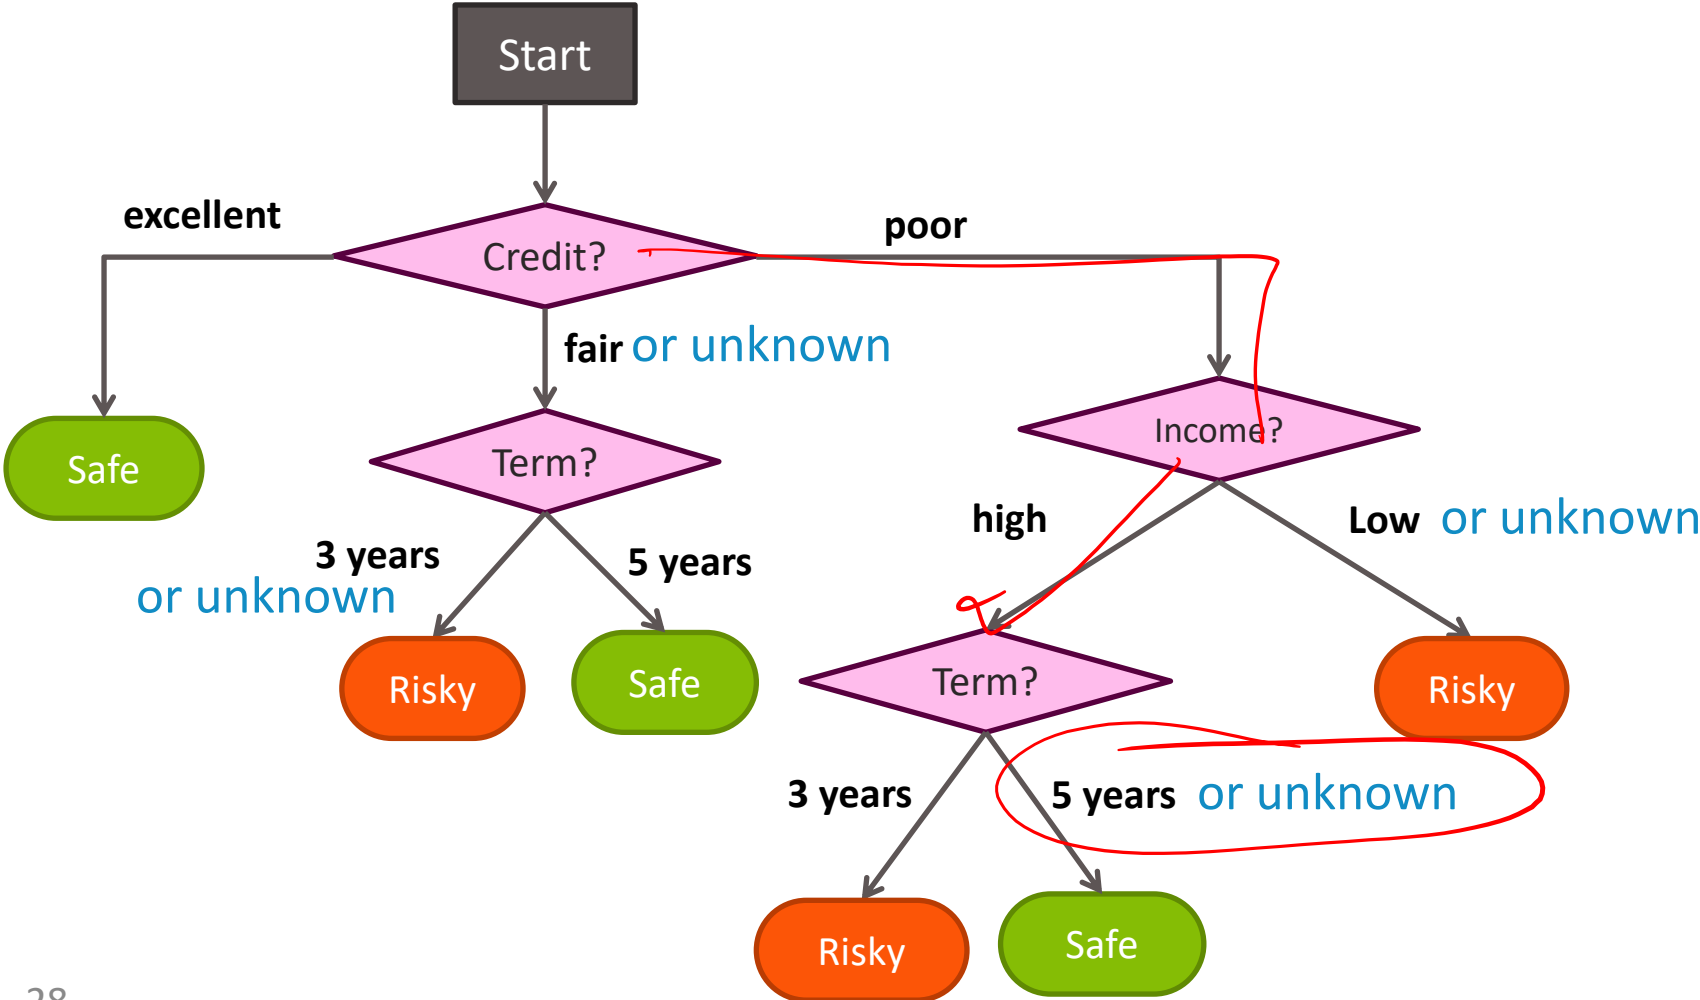 Start
excellent
Credit?
poor
fair or unknown
Safe
Term?
Income?
3 years
or unknown
5 years
high
Low or unknown
Risky
Safe
Term?
Risky
3 years
5 years or unknown
Risky
Safe
28